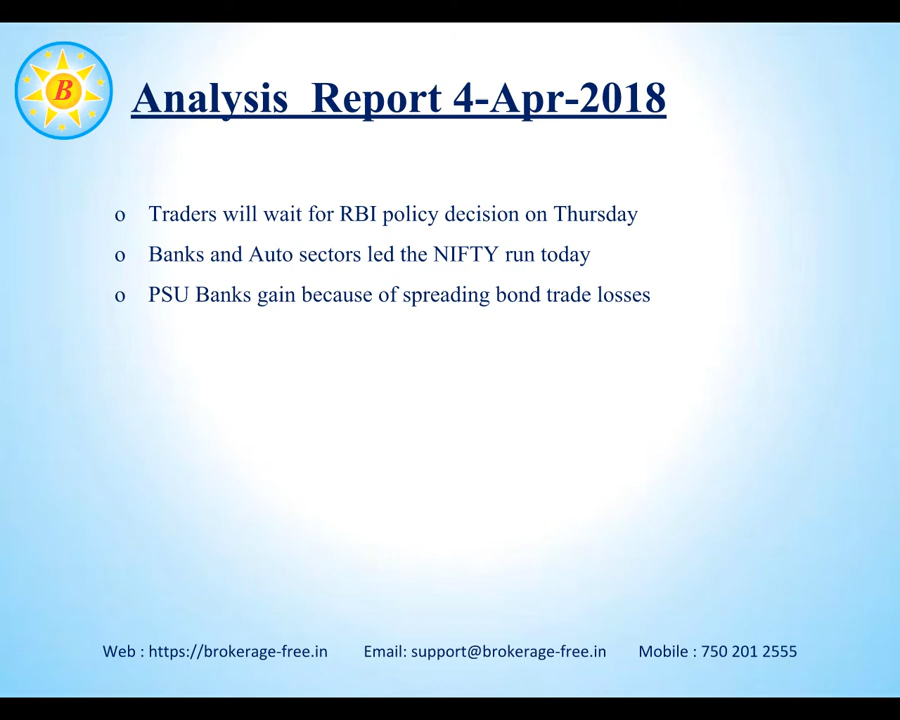 B
Analysis Report 4-Apr-2018
o Traders will wait for RBI policy decision on Thursday
o Banks and Auto sectors led the NIFTY run today
o PSU Banks gain because of spreading bond trade losses
Web : https://brokerage-free.in Email: support@brokerage-free.in Mobile : 750 201 2555